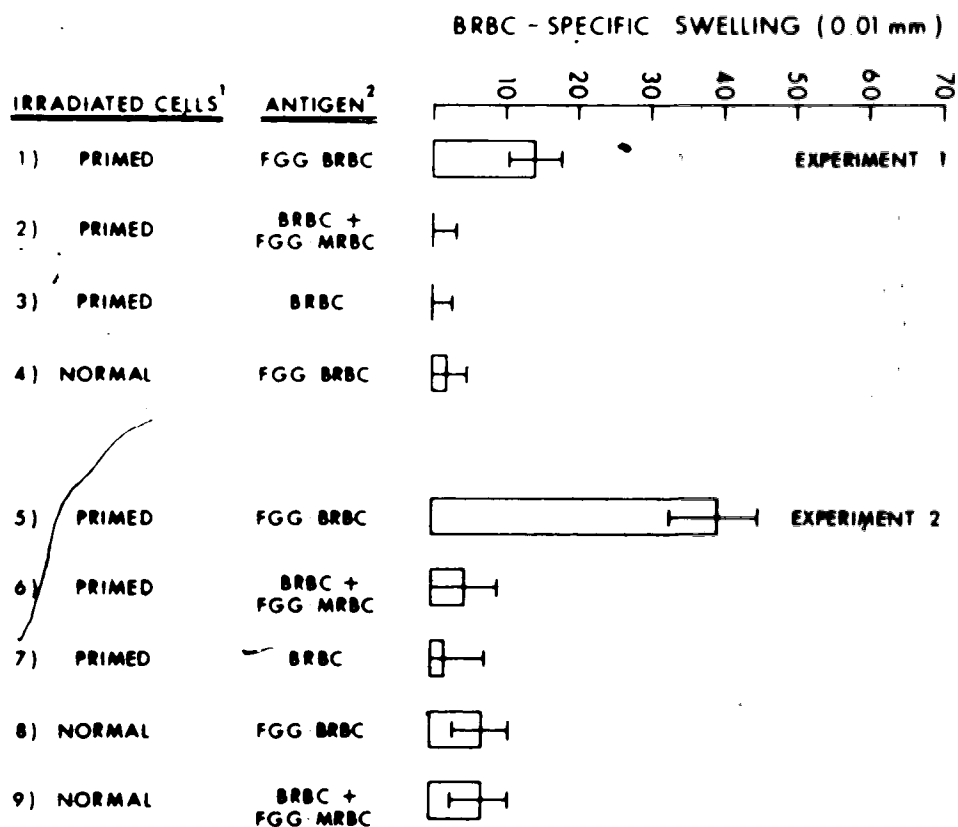 BRBC - SPECIFIC SWELLING (0.01 mm)
10 20 30 40 50 60 70
IRRADIATED CELLS¹ ANTIGEN²
1) PRIMED FGG BRBC EXPERIMENT 1
2) PRIMED BRBC +
FGG MRBC
3) PRIMED BRBC
4) NORMAL FGG BRBC
5) PRIMED FGG BRBC EXPERIMENT 2
6) PRIMED BRBC +
FGG MRBC
7) PRIMED BRBC
8) NORMAL FGG BRBC
9) NORMAL BRBC +
FGG MRBC